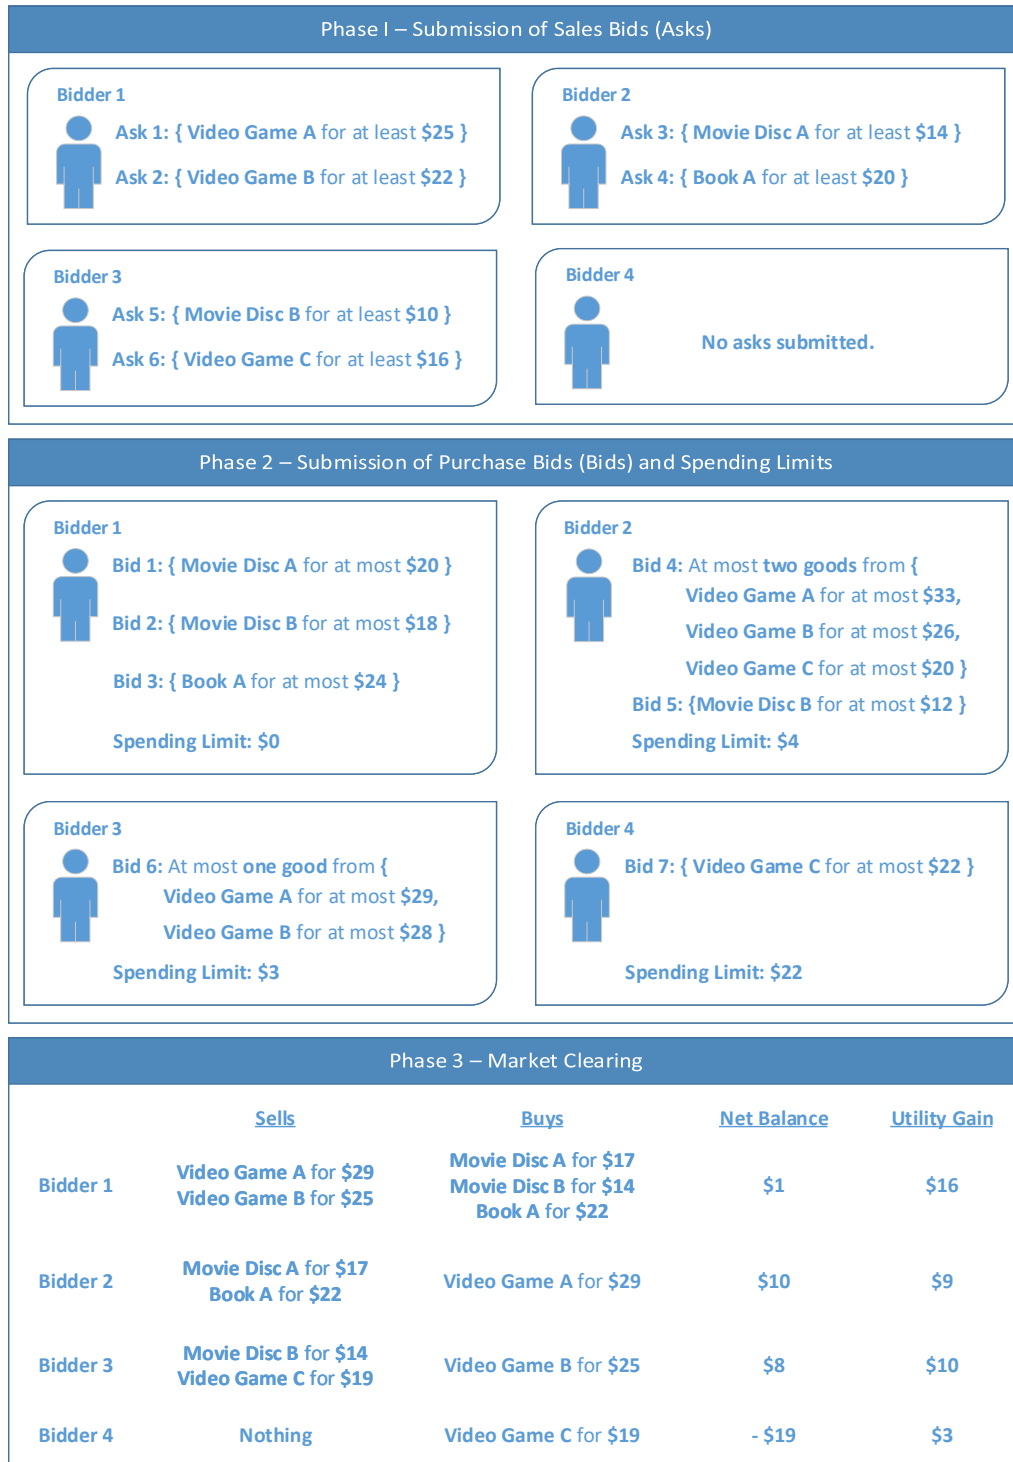 Phase I – Submission of Sales Bids (Asks)
Bidder 1
Ask 1: { Video Game A for at least $25 }
Ask 2: { Video Game B for at least $22 }
Bidder 2
Ask 3: { Movie Disc A for at least $14 }
Ask 4: { Book A for at least $20 }
Bidder 3
Ask 5: { Movie Disc B for at least $10 }
Ask 6: { Video Game C for at least $16 }
Bidder 4
No asks submitted.
Phase 2 – Submission of Purchase Bids (Bids) and Spending Limits
Bidder 1
Bid 1: { Movie Disc A for at most $20 }
Bid 2: { Movie Disc B for at most $18 }
Bid 3: { Book A for at most $24 }
Spending Limit: $0
Bidder 2
Bid 4: At most two goods from {
Video Game A for at most $33,
Video Game B for at most $26,
Video Game C for at most $20 }
Bid 5: {Movie Disc B for at most $12 }
Spending Limit: $4
Bidder 3
Bid 6: At most one good from {
Video Game A for at most $29,
Video Game B for at most $28 }
Spending Limit: $3
Bidder 4
Bid 7: { Video Game C for at most $22 }
Spending Limit: $22
Phase 3 – Market Clearing
Sells Buys Net Balance Utility Gain
Bidder 1
Video Game A for $29
Video Game B for $25
Movie Disc A for $17
Movie Disc B for $14
Book A for $22
$1
$16
Bidder 2
Movie Disc A for $17
Book A for $22
Video Game A for $29
$10
$9
Bidder 3
Movie Disc B for $14
Video Game C for $19
Video Game B for $25
$8
$10
Bidder 4
Nothing
Video Game C for $19
- $19
$3